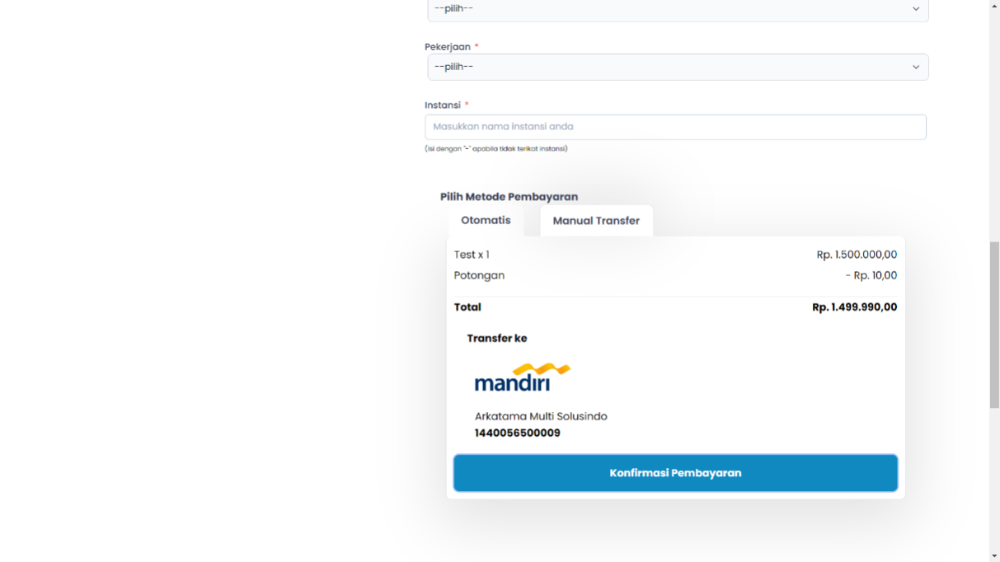 --pilih--
Pekerjaan *
--pilih--
Instansi *
Masukkan nama instansi anda
(Isi dengan "-" apabila tidak terikat instansi)
Pilih Metode Pembayaran
Otomatis Manual Transfer
Test x 1 Rp. 1.500.000,00
Potongan - Rp. 10,00
Total Rp. 1.499.990,00
Transfer ke
mandiri
Arkatama Multi Solusindo
1440056500009
Konfirmasi Pembayaran